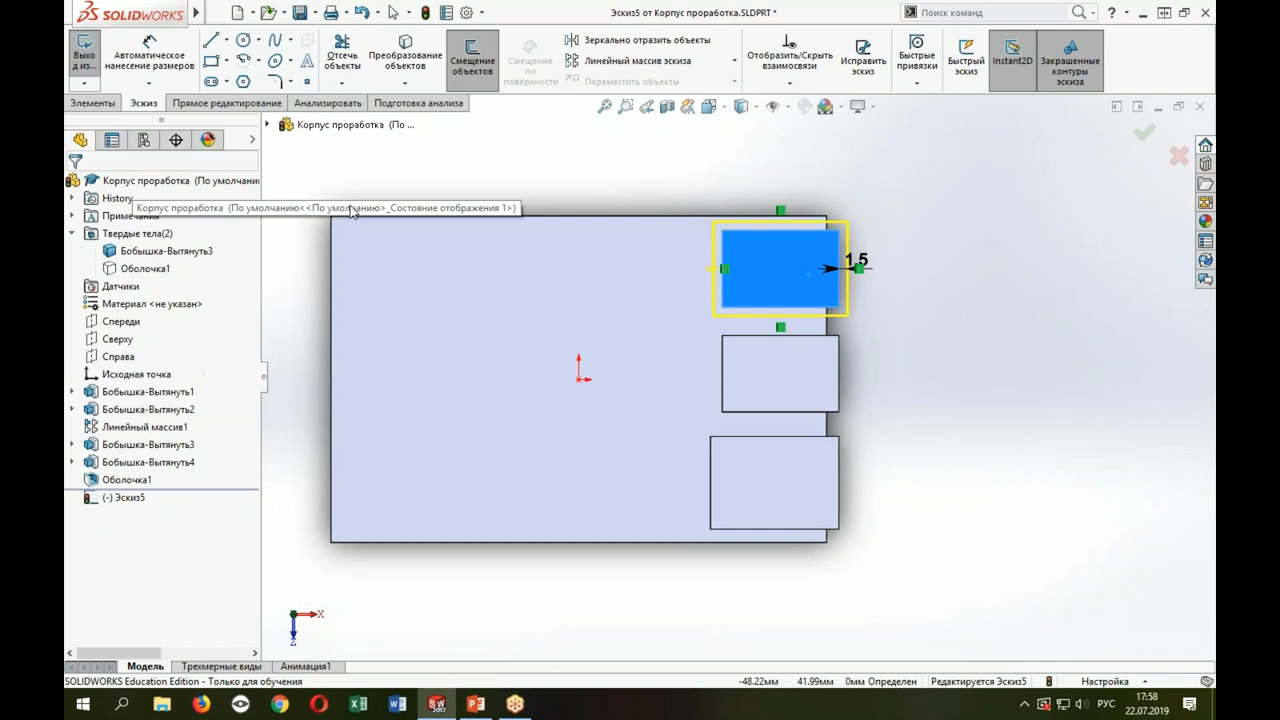 SOLIDWORKS
Эскиз5 от Корпус проработка.SLDPRT *
Поиск команд
?
Выхо
д из...
Автоматическое
нанесение размеров
Отсечь
объекты
Преобразование
объектов
Смещение
объектов
Смещение
по
поверхности
Зеркально отразить объекты
Линейный массив эскиза
Переместить объекты
Отобразить/Скрыть
взаимосвязи
Исправить
эскиз
Быстрые
привязки
Быстрый
эскиз
Instant2D
Закрашенные
контуры
эскиза
Элементы
Эскиз
Прямое редактирование
Анализировать
Подготовка анализа
Корпус проработка (По ...
Корпус проработка (По умолчани
History
Корпус проработка (По умолчанию<<По умолчанию>_Состояние отображения 1>)
Примечания
Твердые тела(2)
Бобышка-Вытянуть3
Оболочка1
Датчики
Материал <не указан>
Спереди
Сверху
Справа
Исходная точка
Бобышка-Вытянуть1
Бобышка-Вытянуть2
Линейный массив1
Бобышка-Вытянуть3
Бобышка-Вытянуть4
Оболочка1
(-) Эскиз5
1,5
X
Z
Модель
Трехмерные виды
Анимация1
SOLIDWORKS Education Edition - Только для обучения
-48.22мм
41.99мм
0мм
Определен
Редактируется Эскиз5
Настройка
РУС
17:58
22.07.2019